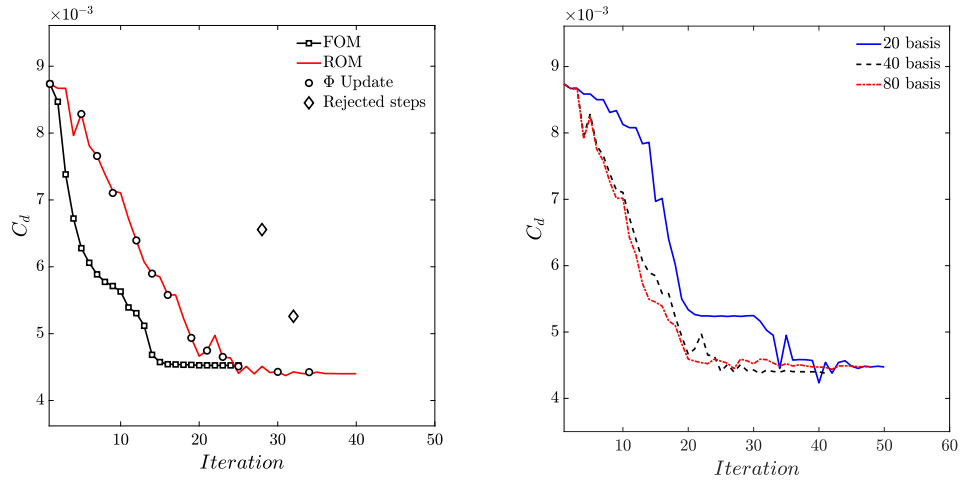 ×10⁻³
FOM
ROM
Φ Update
Rejected steps
9
8
7
6
5
4
C_d
10
20
30
40
50
Iteration
×10⁻³
20 basis
40 basis
80 basis
9
8
7
6
5
4
C_d
10
20
30
40
50
60
Iteration